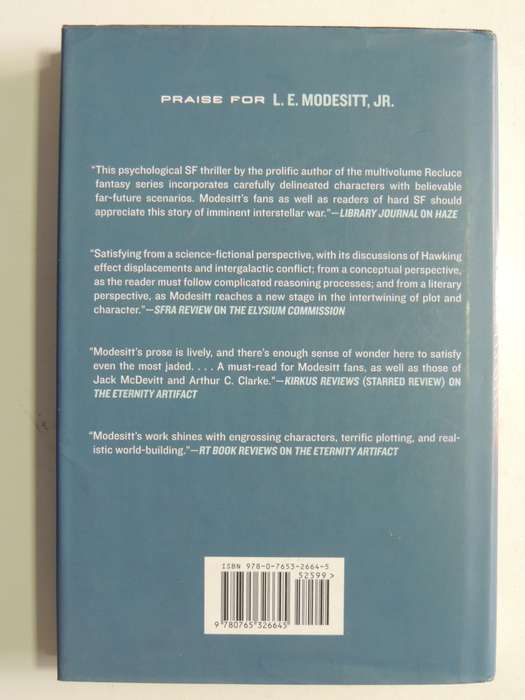 PRAISE FOR L. E. MODESITT, JR.
“This psychological SF thriller by the prolific author of the multivolume Recluce
fantasy series incorporates carefully delineated characters with believable
far-future scenarios. Modesitt’s fans as well as readers of hard SF should
appreciate this story of imminent interstellar war.”—LIBRARY JOURNAL ON HAZE
“Satisfying from a science-fictional perspective, with its discussions of Hawking
effect displacements and intergalactic conflict; from a conceptual perspective,
as the reader must follow complicated reasoning processes; and from a literary
perspective, as Modesitt reaches a new stage in the intertwining of plot and
character.”—SFRA REVIEW ON THE ELYSIUM COMMISSION
“Modesitt’s prose is lively, and there’s enough sense of wonder here to satisfy
even the most jaded. . . . A must-read for Modesitt fans, as well as those of
Jack McDevitt and Arthur C. Clarke.”—KIRKUS REVIEWS (STARRED REVIEW) ON
THE ETERNITY ARTIFACT
“Modesitt’s work shines with engrossing characters, terrific plotting, and real-
istic world-building.”—RT BOOK REVIEWS ON THE ETERNITY ARTIFACT
ISBN 978-0-7653-2664-5
52599>
9 780765 326645